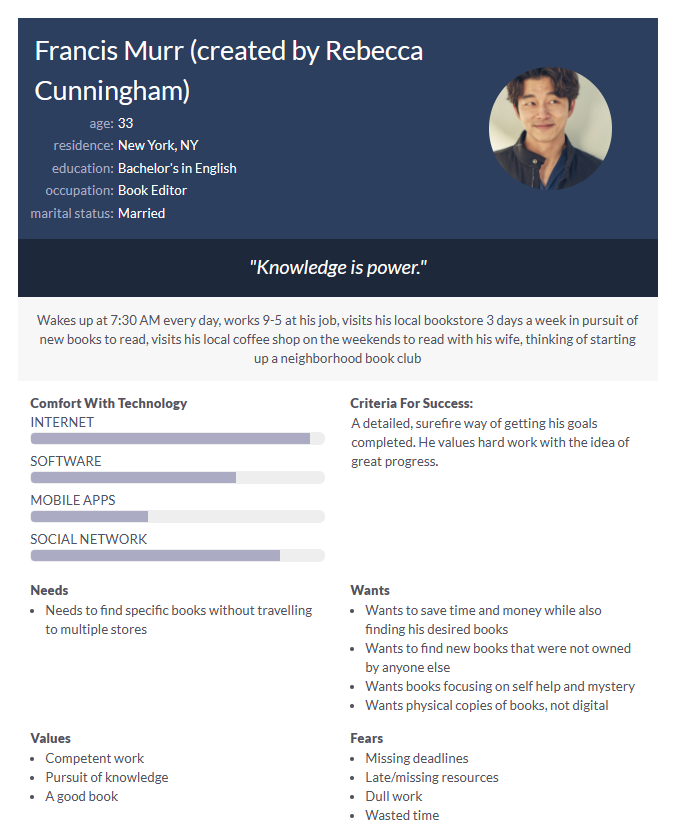 Francis Murr (created by Rebecca
Cunningham)
age: 33
residence: New York, NY
education: Bachelor's in English
occupation: Book Editor
marital status: Married
"Knowledge is power."
Wakes up at 7:30 AM every day, works 9-5 at his job, visits his local bookstore 3 days a week in pursuit of
new books to read, visits his local coffee shop on the weekends to read with his wife, thinking of starting
up a neighborhood book club
Comfort With Technology
INTERNET
SOFTWARE
MOBILE APPS
SOCIAL NETWORK
Criteria For Success:
A detailed, surefire way of getting his goals
completed. He values hard work with the idea of
great progress.
Needs
• Needs to find specific books without travelling
to multiple stores
Wants
• Wants to save time and money while also
finding his desired books
• Wants to find new books that were not owned
by anyone else
• Wants books focusing on self help and mystery
• Wants physical copies of books, not digital
Values
• Competent work
• Pursuit of knowledge
• A good book
Fears
• Missing deadlines
• Late/missing resources
• Dull work
• Wasted time